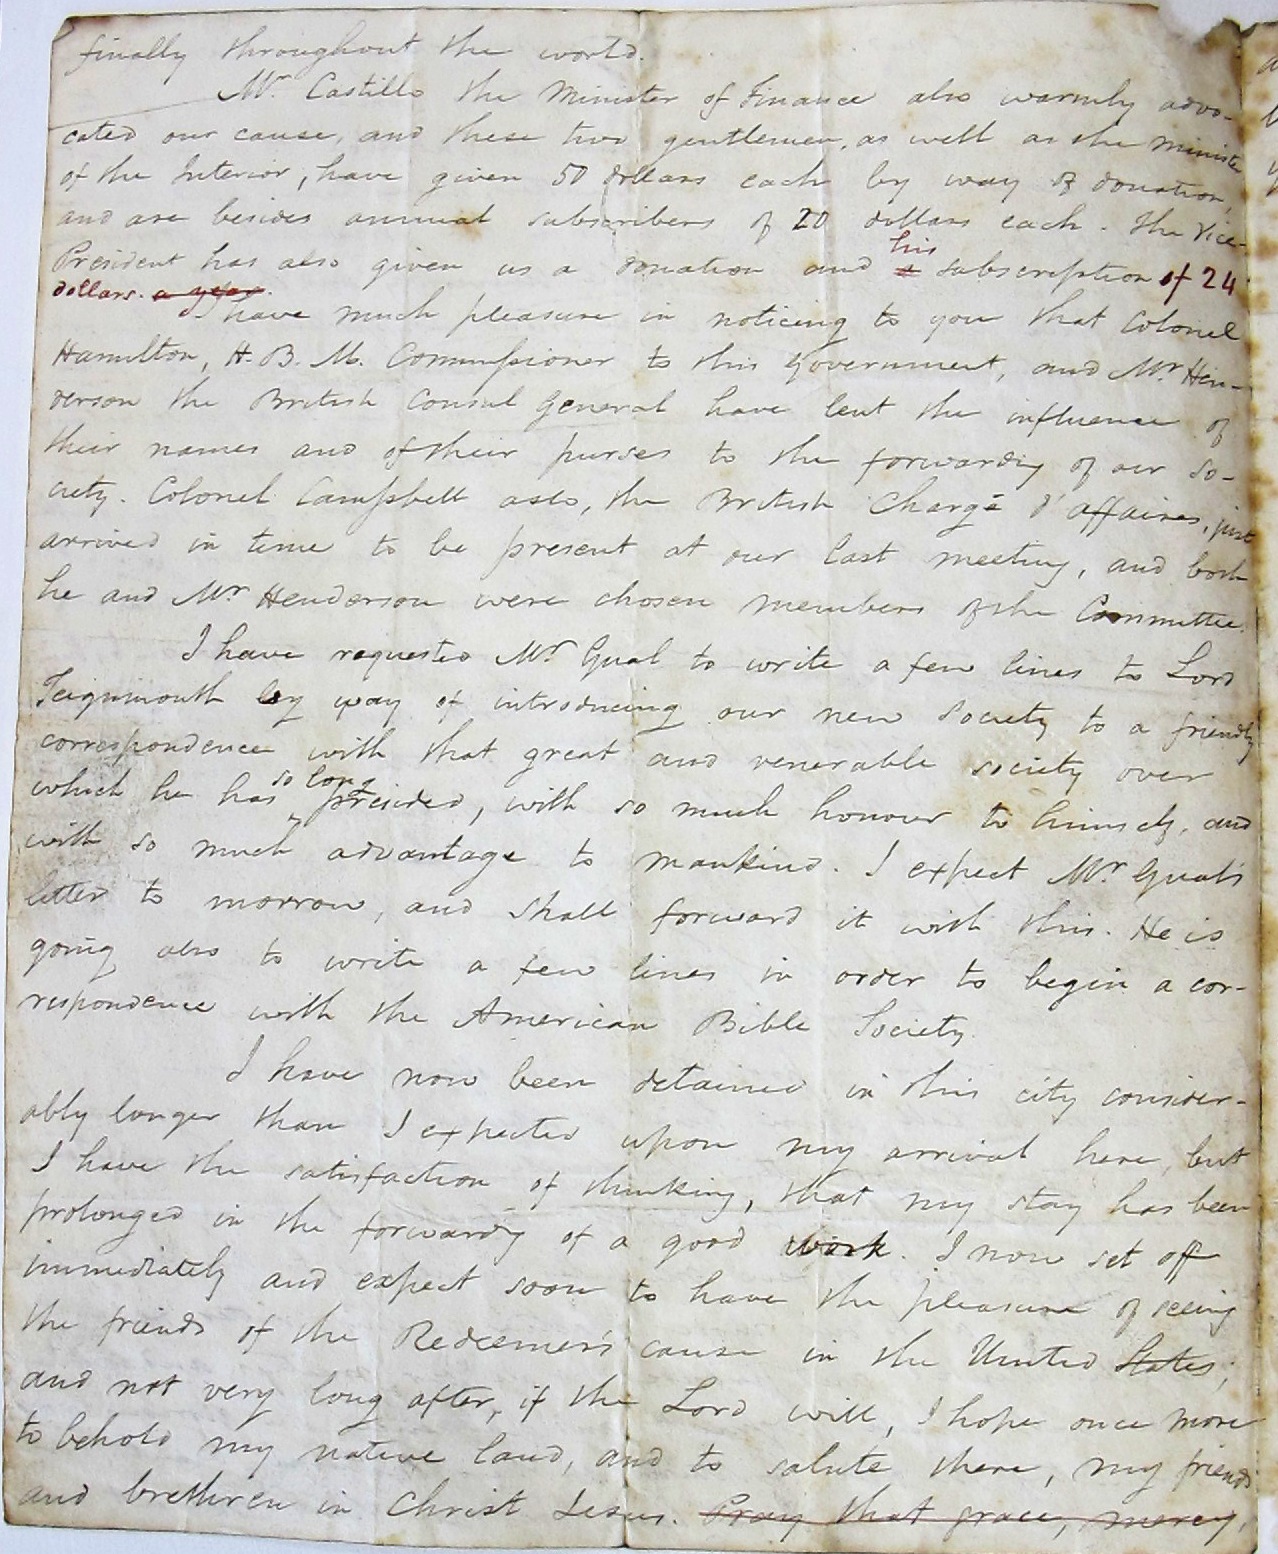 finally throughout the world.
Mr. Castillo the Minister of Finance also warmly advo-
cated our cause, and these two gentlemen, as well as the minister
of the Interior, have given 50 dollars each by way of donation,
and are besides annual subscribers of 20 dollars each. The Vice-
his
President has also given us a donation and a subscription of 24
dollars. a year.
I have much pleasure in noticing to you that Colonel
Hamilton, H. B. M. Commissioner to this Government, and Mr. Hen-
derson the British Consul General have lent the influence of
their names and of their purses to the forwarding of our So-
ciety. Colonel Campbell also, the British Chargé d'affaires, just
arrived in time to be present at our last meeting, and both
he and Mr. Henderson were chosen members of the Committee.
I have requested Mr. Gual to write a few lines to Lord
Teignmouth by way of introducing our new Society to a friendly
correspondence with that great and venerable society over
so long
which he has presided, with so much honour to himself, and
with so much advantage to mankind. I expect Mr. Gual's
letter to morrow, and shall forward it with this. He is
going also to write a few lines in order to begin a cor-
respondence with the American Bible Society.
I have now been detained in this city consider-
ably longer than I expected upon my arrival here, but
I have the satisfaction of thinking, that my stay has been
prolonged in the forwarding of a good work. I now set off
immediately and expect soon to have the pleasure of seeing
the friends of the Redeemer's cause in the United States;
and not very long after, if the Lord will, I hope once more
to behold my native land, and to salute there, my friends
and brethren in Christ Jesus. Pray that grace, mercy,